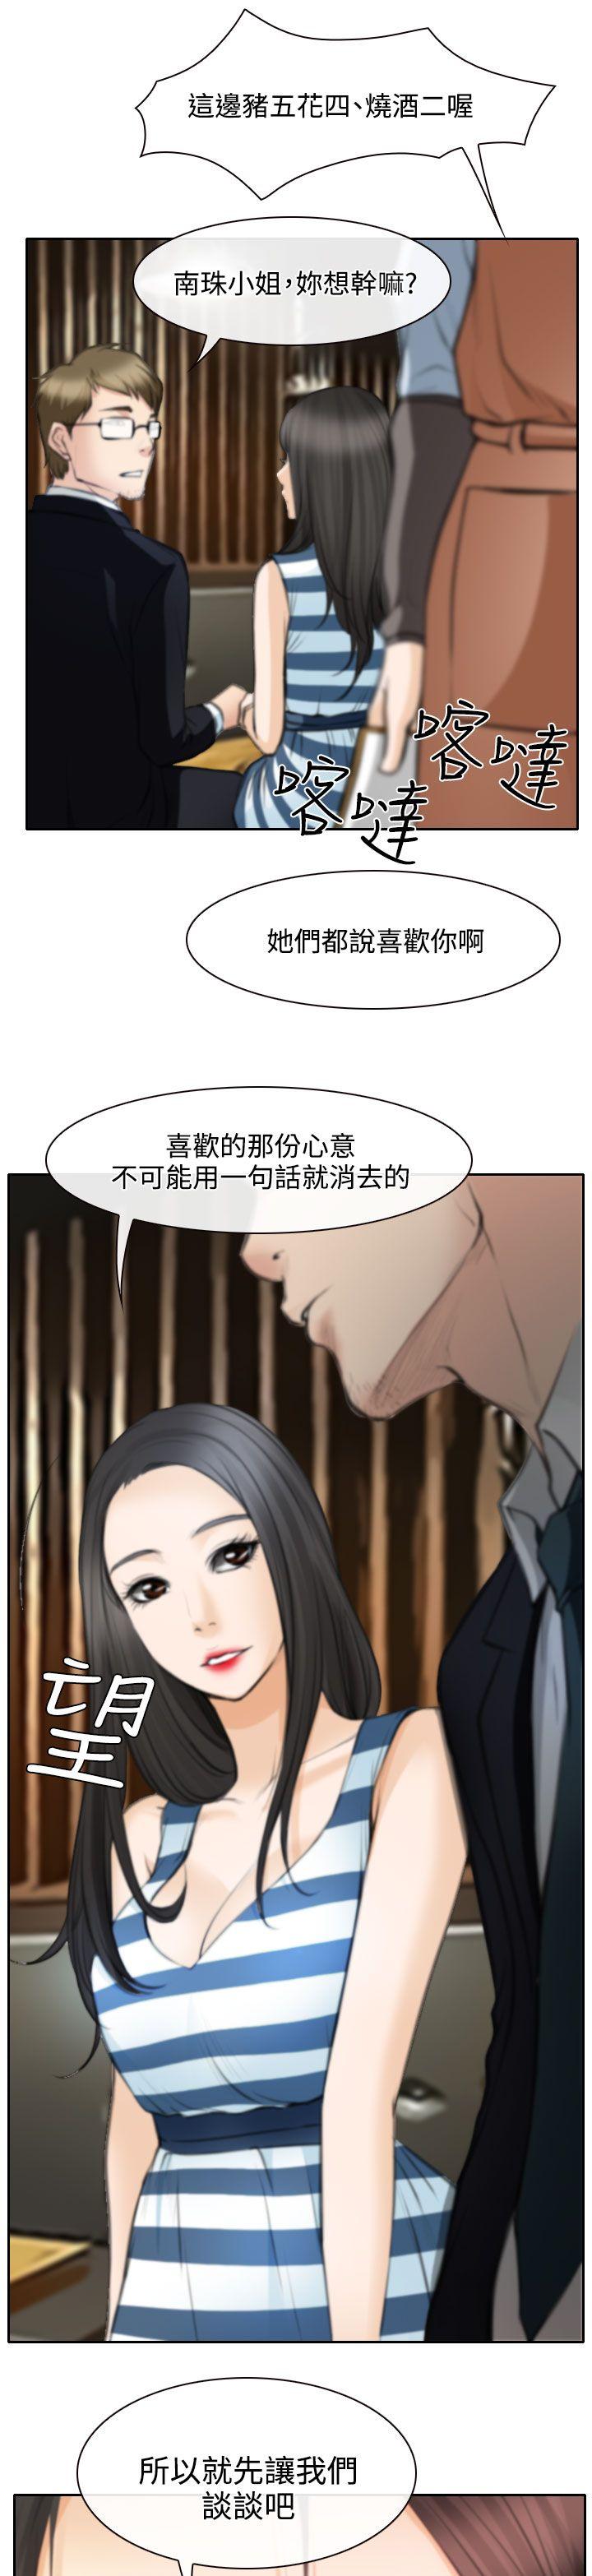 這邊豬五花四、燒酒二喔
南珠小姐，妳想幹嘛？
喀噠
喀噠
她們都說喜歡你啊
喜歡的那份心意
不可能用一句話就消去的
望
所以就先讓我們
談談吧